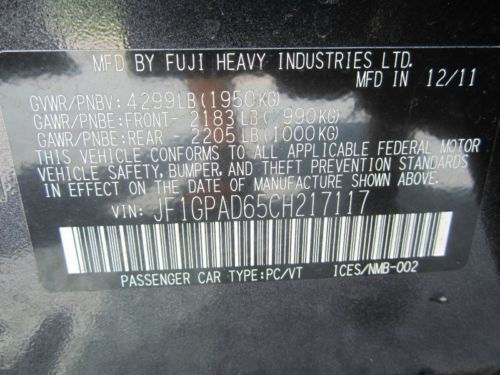 MFD BY FUJI HEAVY INDUSTRIES LTD.
MFD IN 12/11
GVWR/PNBV: 4299LB(1950KG)
GAWR/PNBE:FRONT- 2183LB( 990KG)
GAWR/PNBE:REAR- 2205LB(1000KG)
THIS VEHICLE CONFORMS TO ALL APPLICABLE FEDERAL MOTOR
VEHICLE SAFETY, BUMPER, AND THEFT PREVENTION STANDARDS
IN EFFECT ON THE DATE OF MANUFACTURE SHOWN ABOVE.
VIN: JF1GPAD65CH217117
PASSENGER CAR TYPE:PC/VT ICES/NMB-002